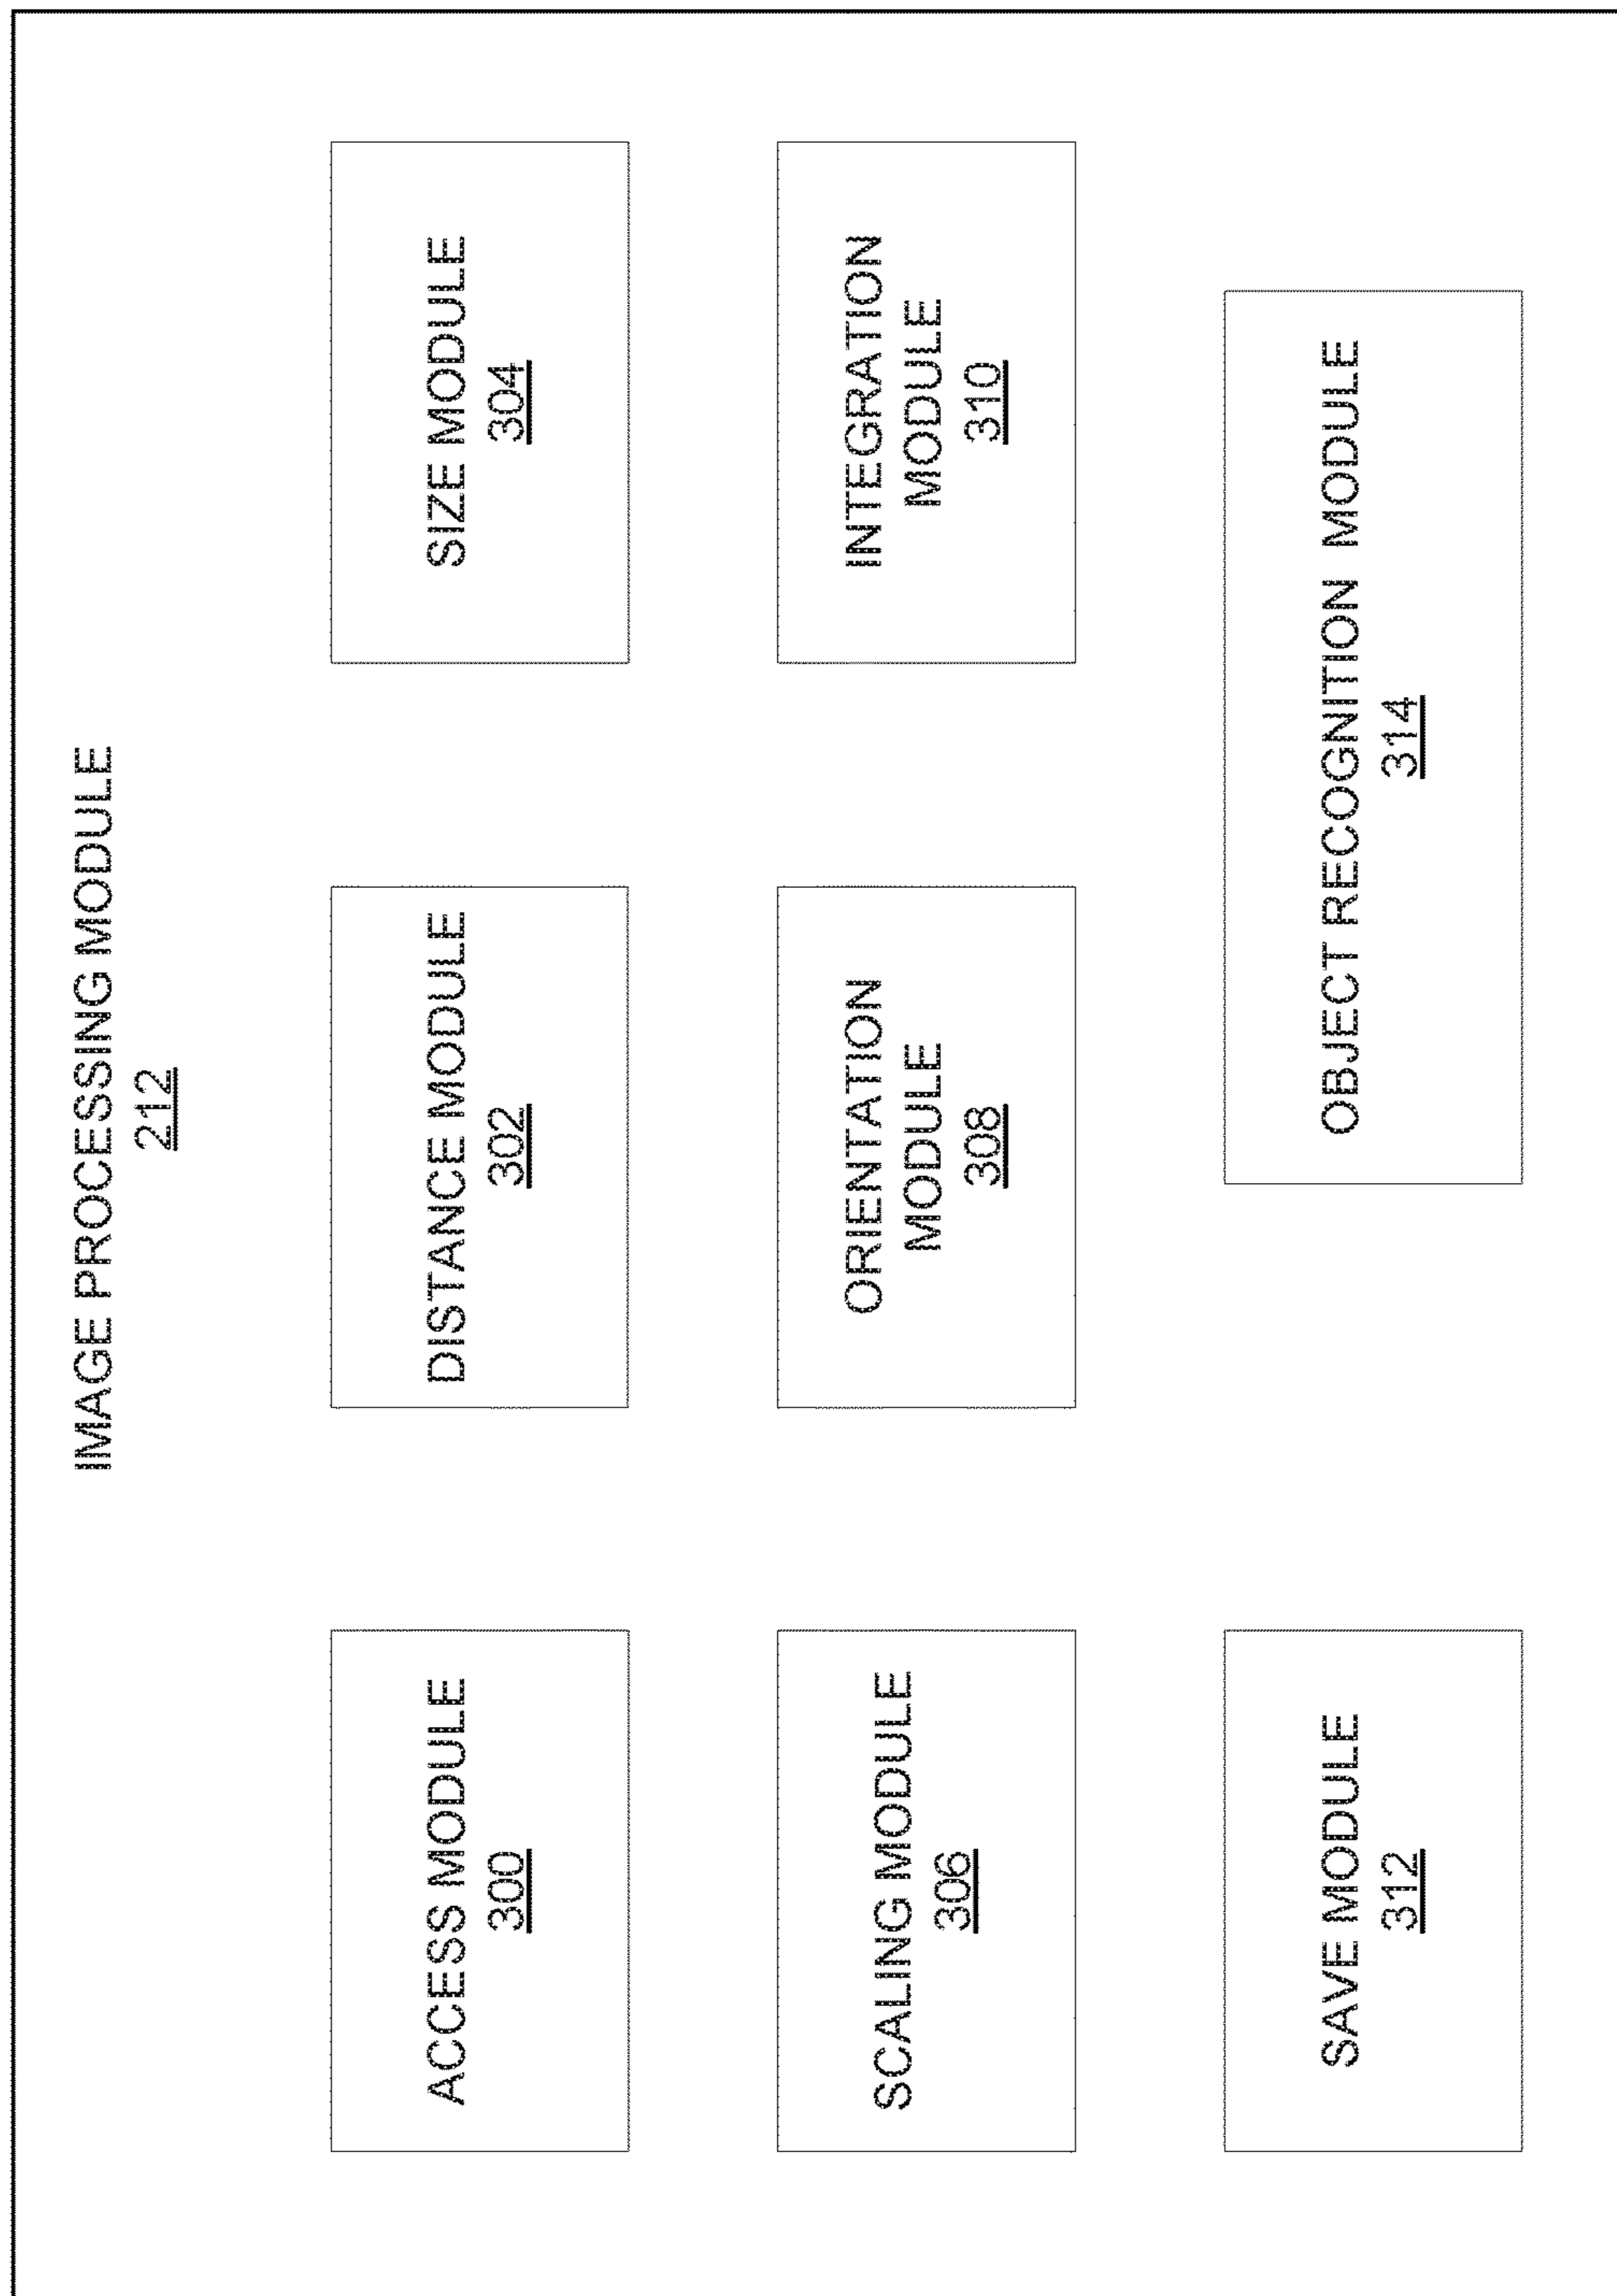 IMAGE PROCESSING MODULE
212
ACCESS MODULE
300
DISTANCE MODULE
302
SIZE MODULE
304
SCALING MODULE
306
ORIENTATION
MODULE
308
INTEGRATION
MODULE
310
SAVE MODULE
312
OBJECT RECOGNITION MODULE
314